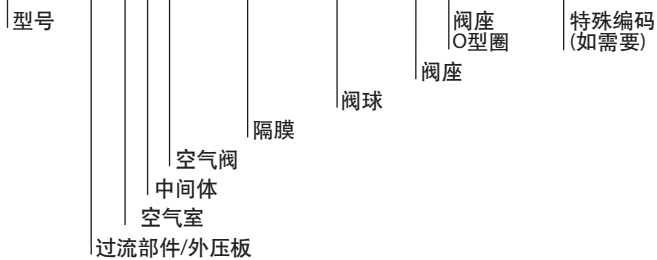 型号
阀座
O型圈
特殊编码
(如需要)
阀座
阀球
隔膜
空气阀
中间体
空气室
过流部件/外压板